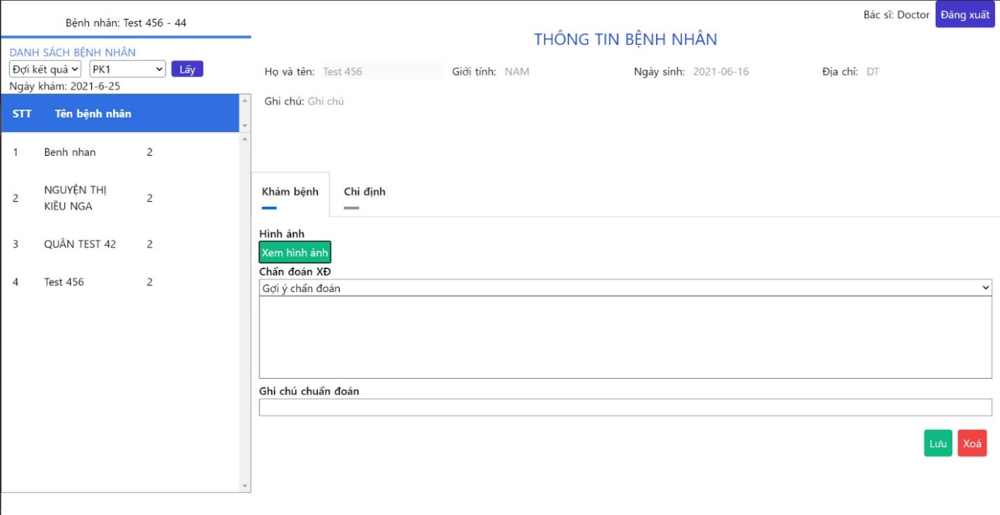 Bệnh nhân: Test 456 - 44
Bác sĩ: Doctor Đăng xuất
THÔNG TIN BỆNH NHÂN
DANH SÁCH BỆNH NHÂN
Đợi kết quả PK1 Lấy
Ngày khám: 2021-6-25
Họ và tên: Test 456 Giới tính: NAM Ngày sinh: 2021-06-16 Địa chỉ: DT
Ghi chú: Ghi chú
STT Tên bệnh nhân
1 Benh nhan 2
2 NGUYỆN THỊ KIỀU NGA 2
3 QUÂN TEST 42 2
4 Test 456 2
Khám bệnh Chỉ định
Hình ảnh
Xem hình ảnh
Chẩn đoán XĐ
Gợi ý chẩn đoán
Ghi chú chuẩn đoán
Lưu Xoá